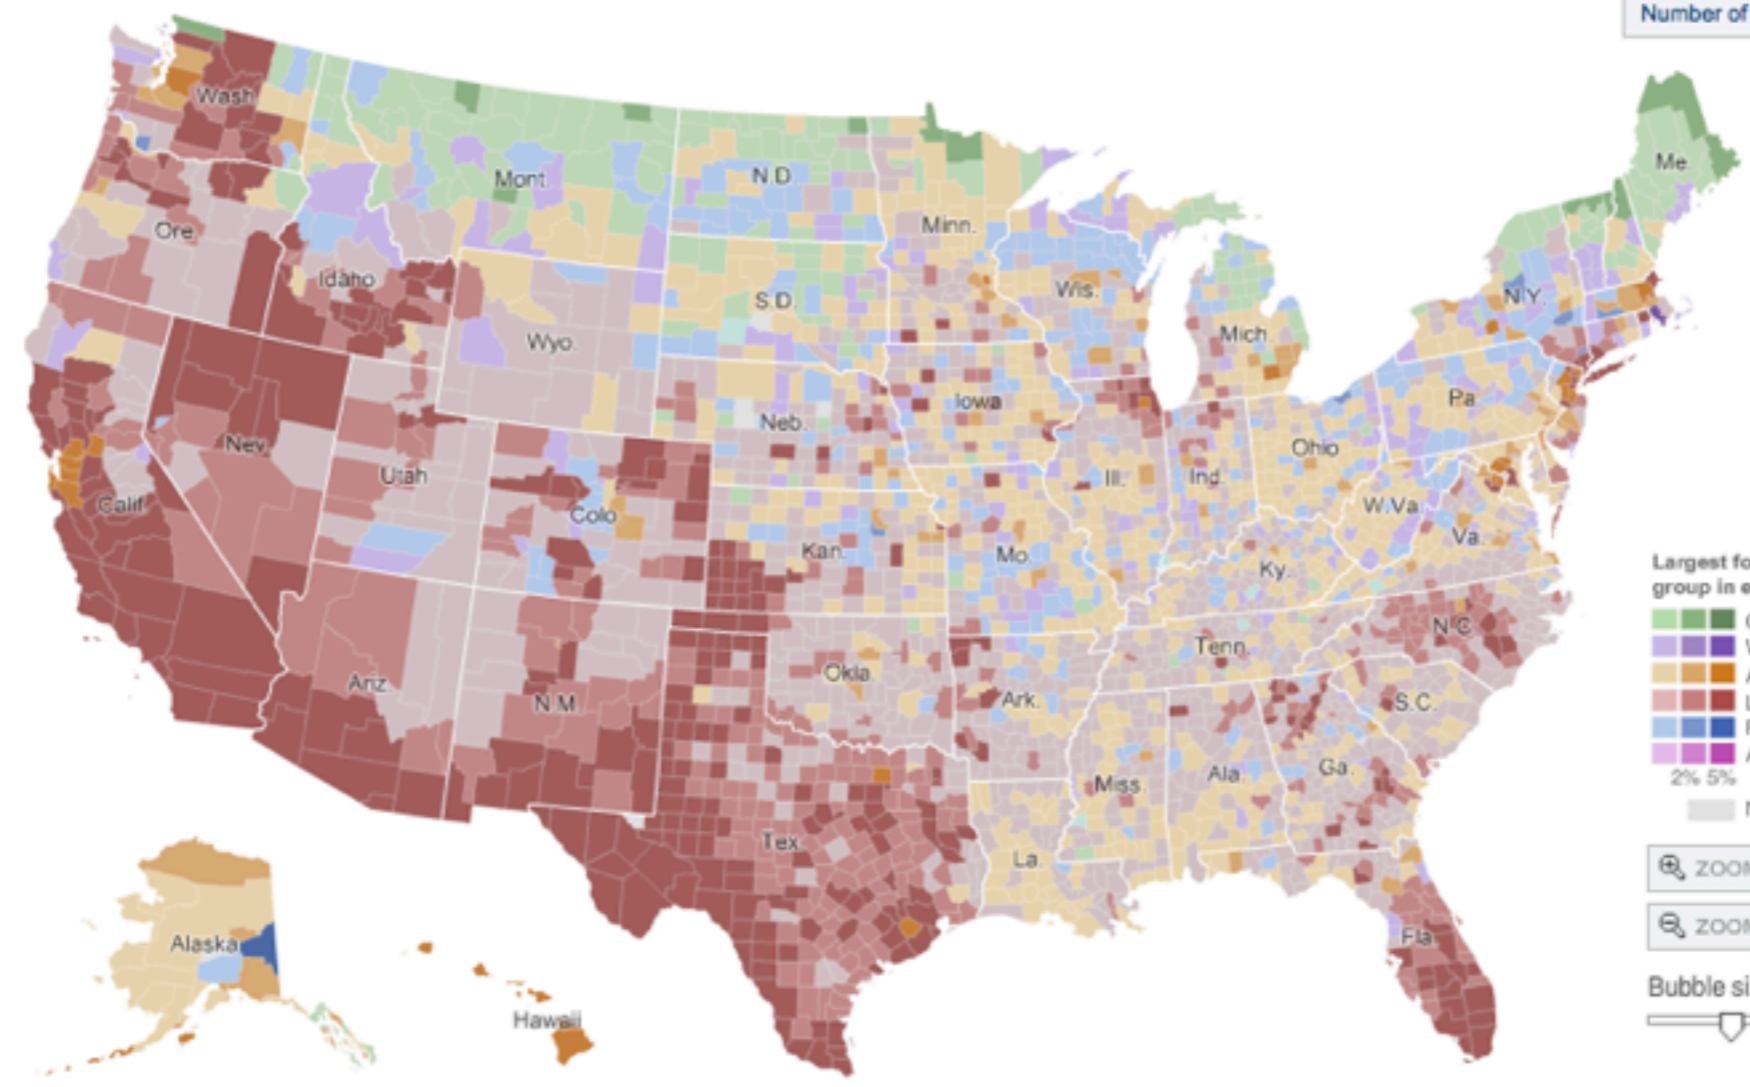 Number of
Wash.
Me.
Mont.
N.D.
Minn.
Ore.
Idaho
S.D.
Wis.
N.Y.
Mich.
Wyo.
Iowa
Pa.
Neb.
Nev.
Ohio
Utah
Ill.
Ind.
Calif.
Colo.
W.Va.
Va.
Kan.
Mo.
Ky.
Largest fo
group in e
N.C.
Tenn.
Okla.
Ariz.
N.M.
Ark.
S.C.
Ala.
Ga.
Miss.
2% 5%
Tex.
La.
ZOO
Fla.
ZOO
Alaska
Bubble si
Hawaii